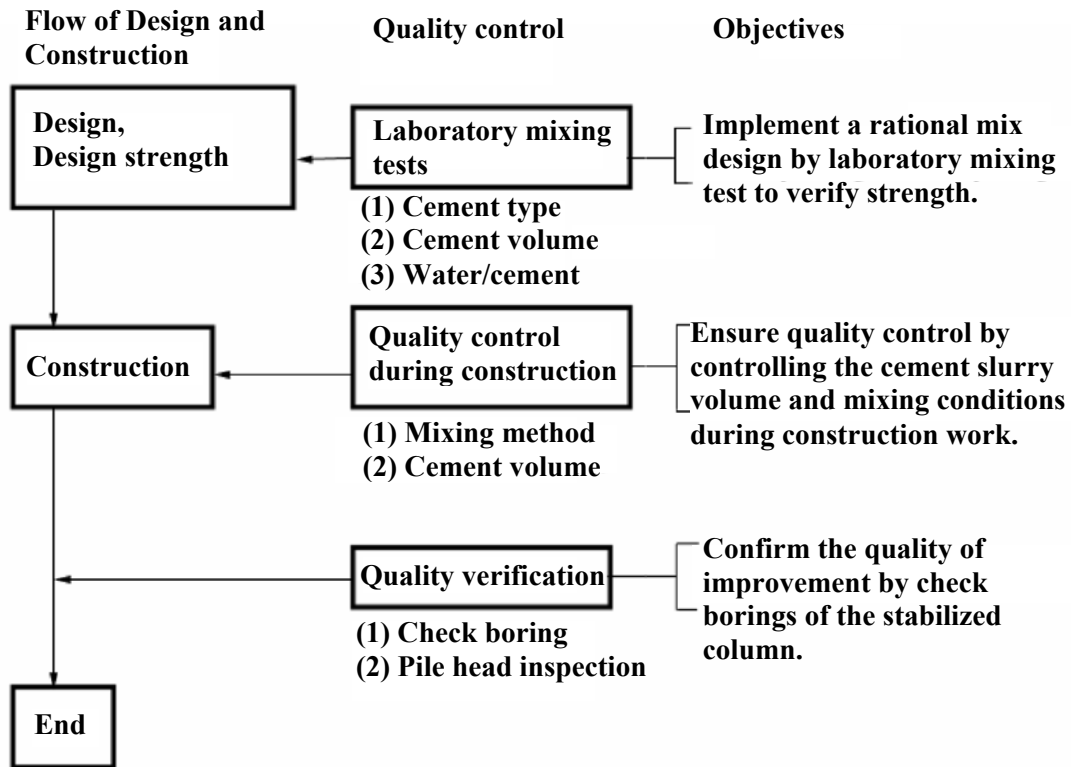 Flow of Design and
Construction
Quality control
Objectives
Design,
Design strength
Laboratory mixing
tests
(1) Cement type
(2) Cement volume
(3) Water/cement
Implement a rational mix
design by laboratory mixing
test to verify strength.
Construction
Quality control
during construction
(1) Mixing method
(2) Cement volume
Ensure quality control by
controlling the cement slurry
volume and mixing conditions
during construction work.
Quality verification
(1) Check boring
(2) Pile head inspection
Confirm the quality of
improvement by check
borings of the stabilized
column.
End